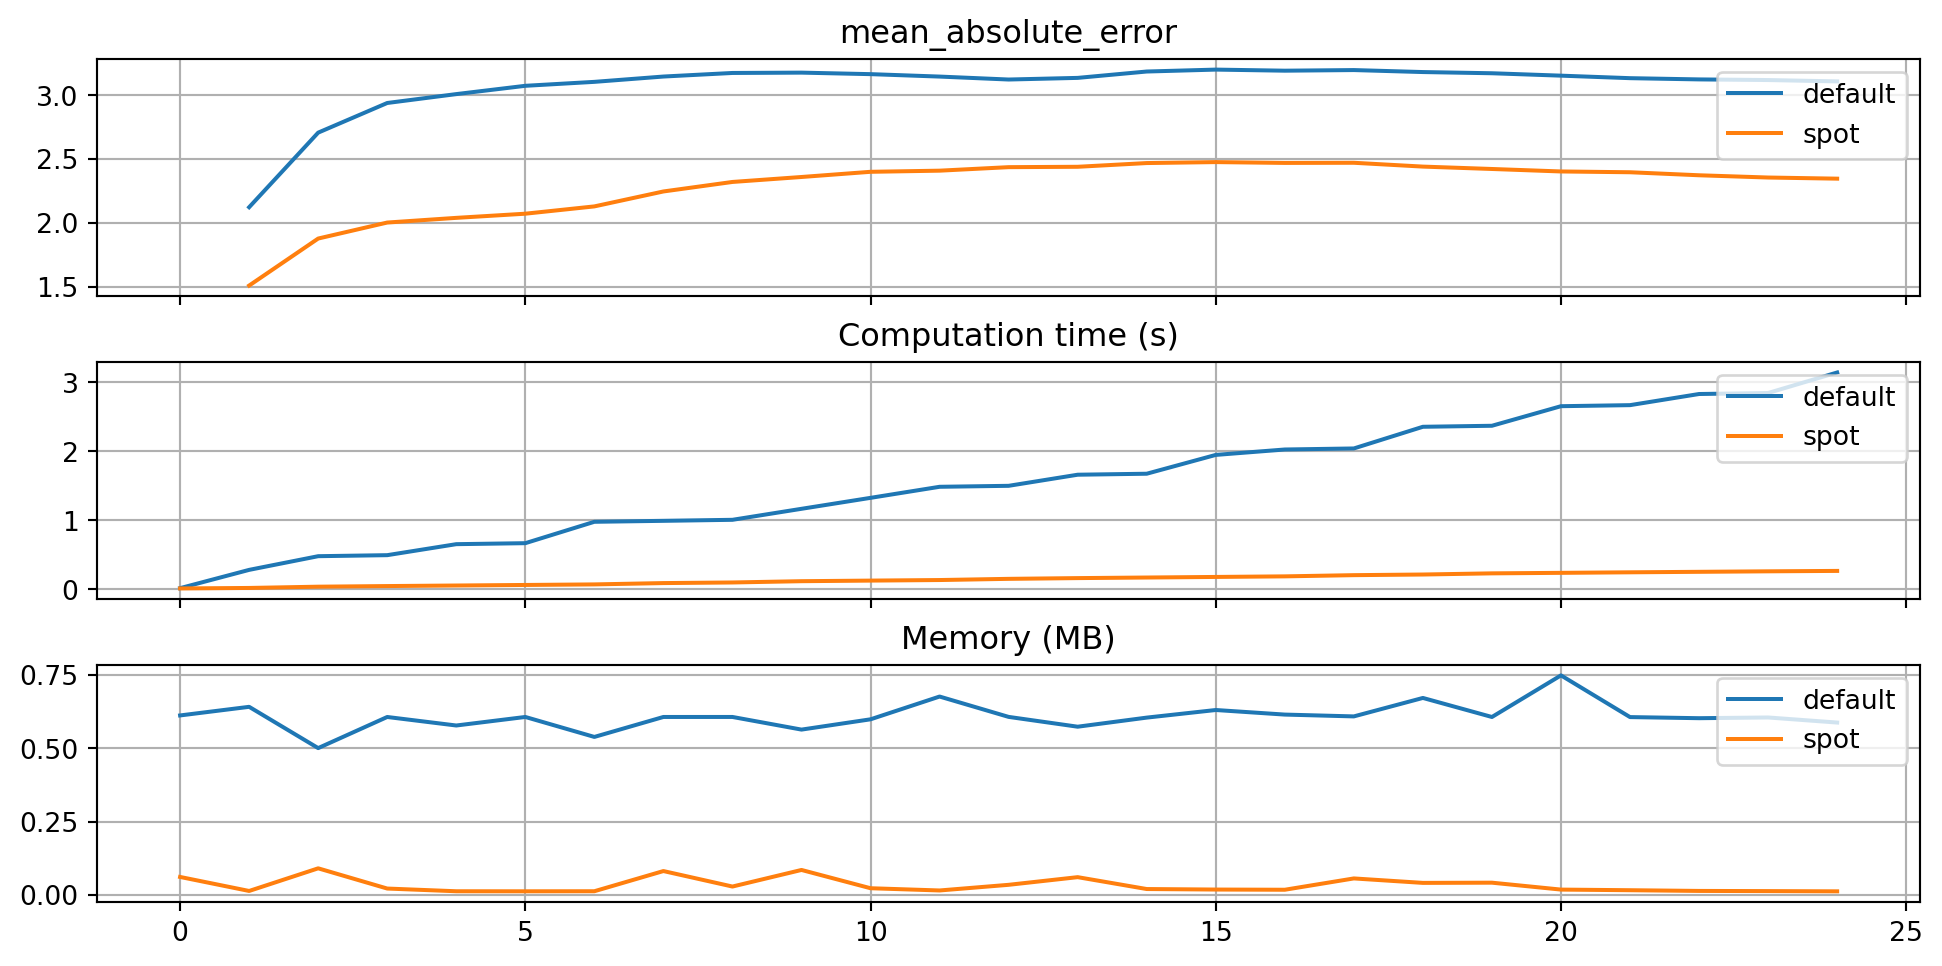 mean_absolute_error
3.0
2.5
2.0
1.5
default
spot
Computation time (s)
3
2
1
0
default
spot
Memory (MB)
0.75
0.50
0.25
0.00
default
spot
0 5 10 15 20 25